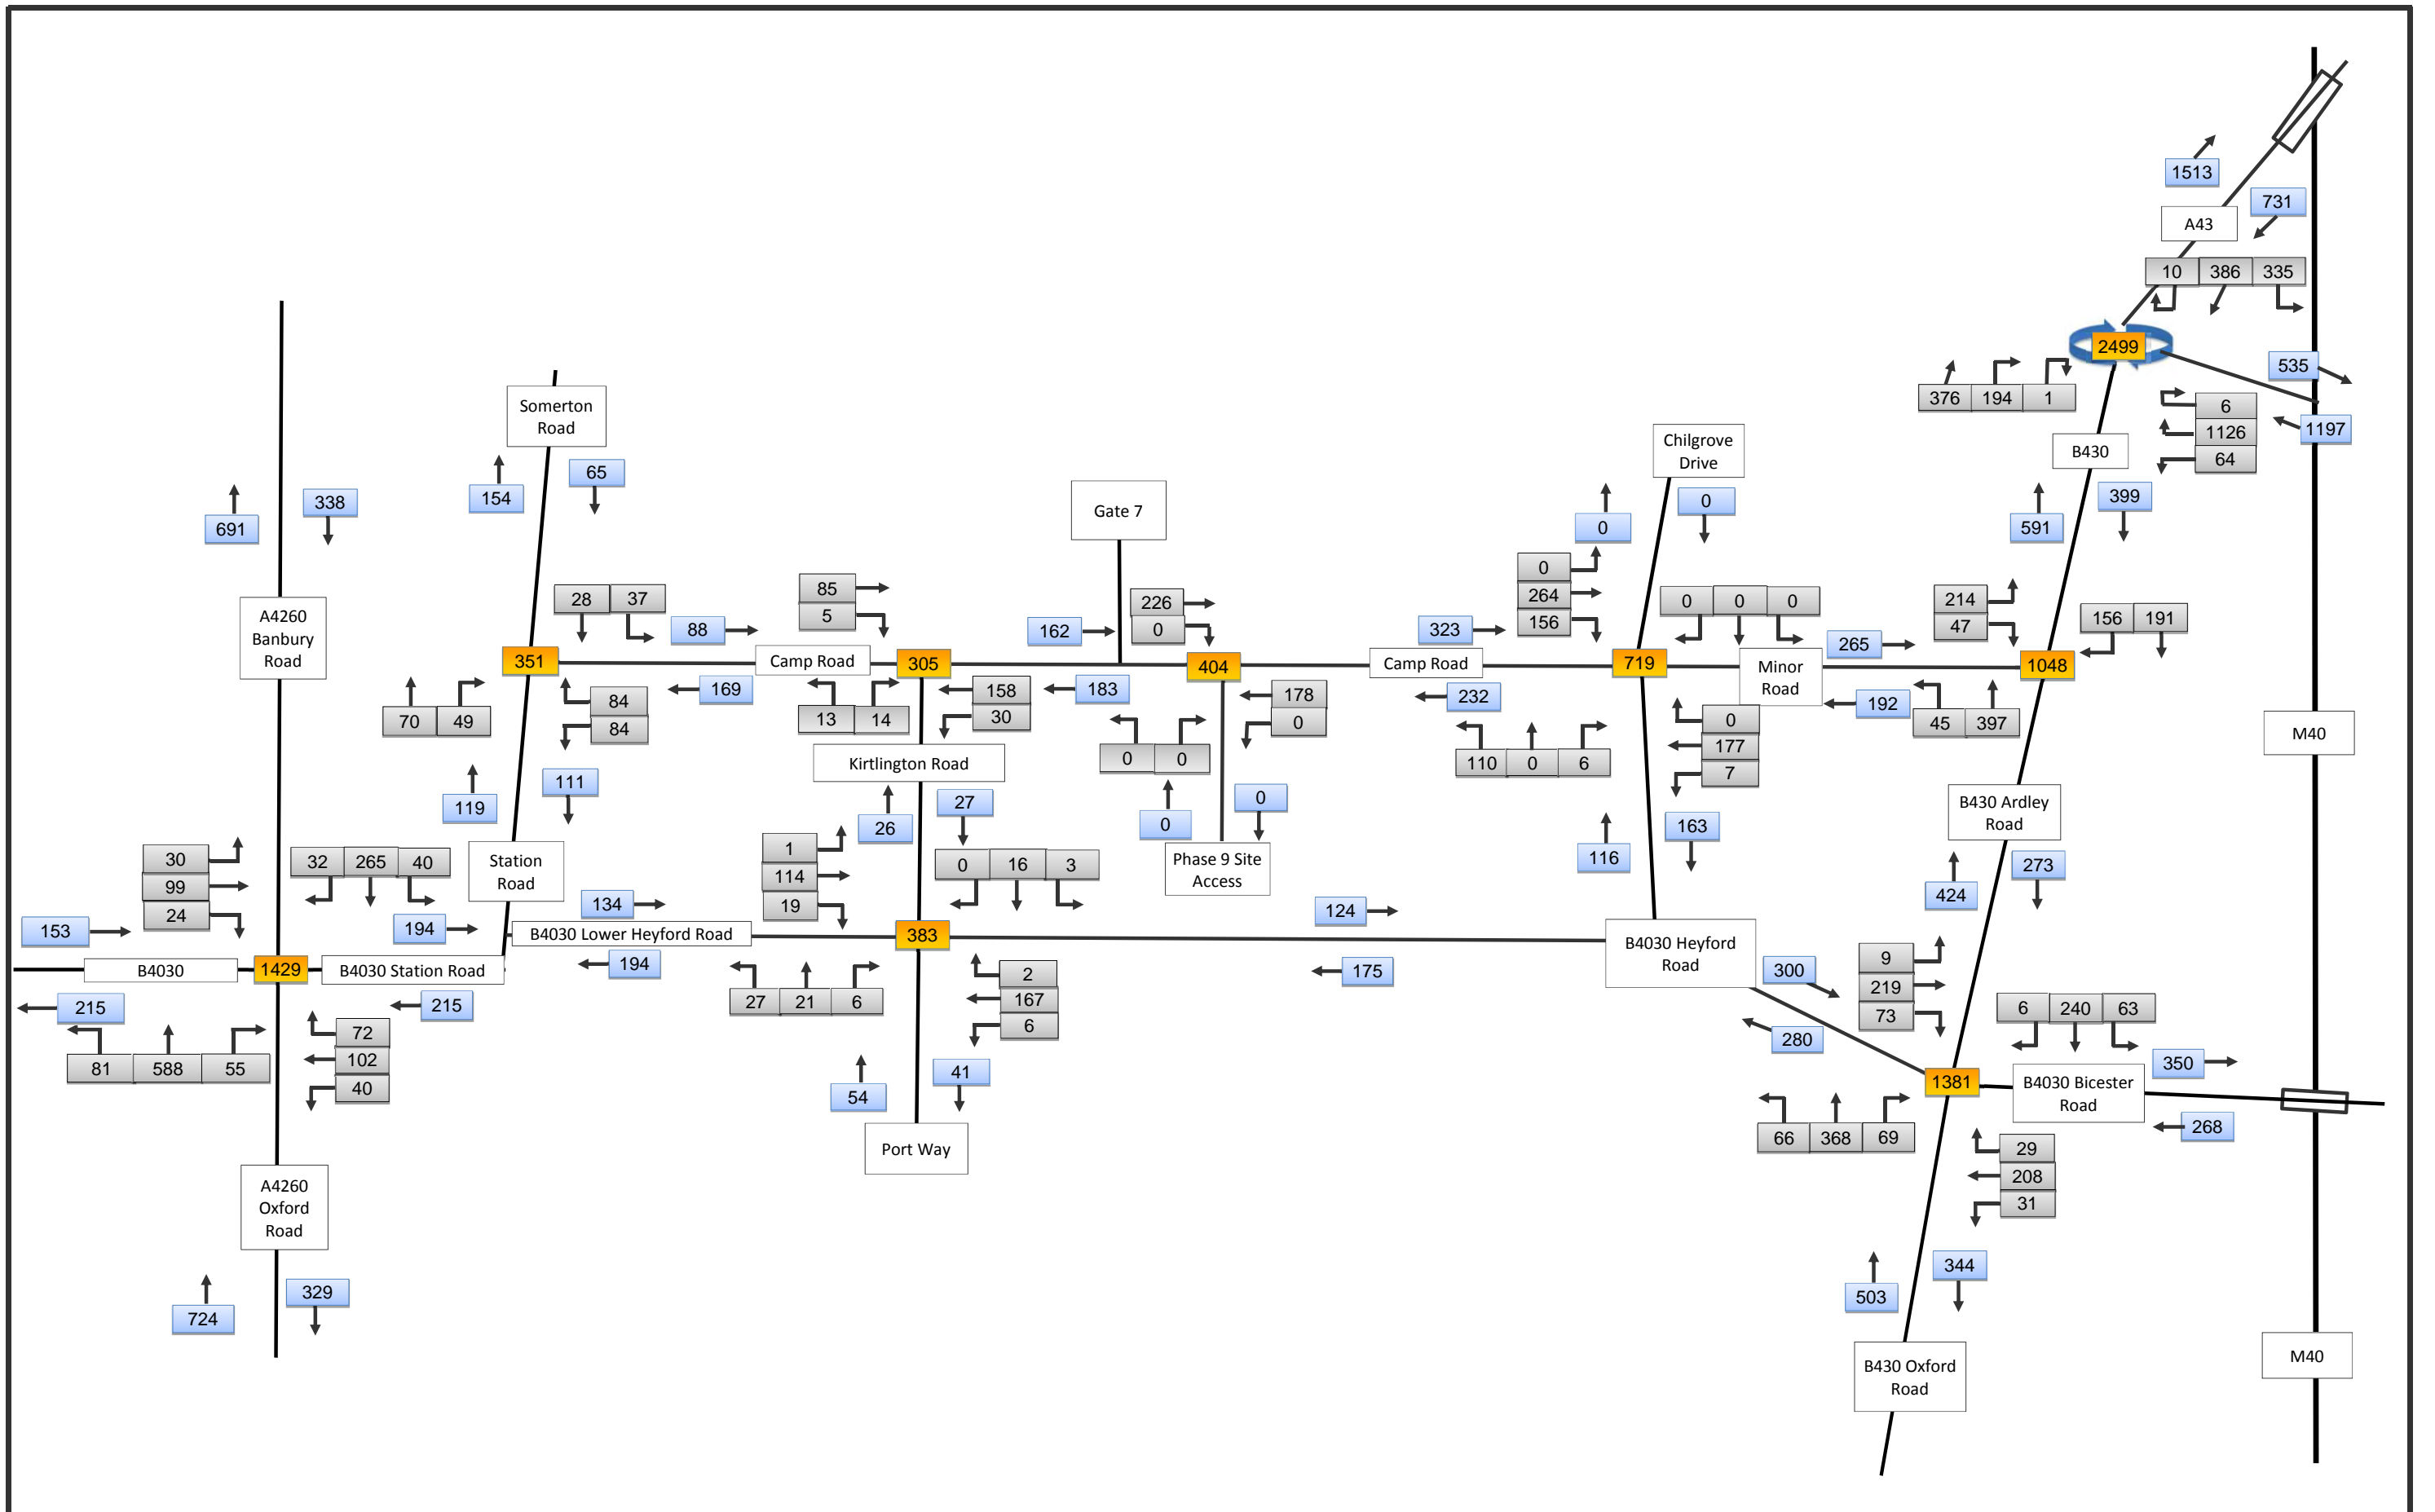 1513
731
A43
10 386 335
2499
535
376 194 1
6
1126
64
1197
B430
591
399
Somerton
Road
154
65
691
338
A4260
Banbury
Road
Gate 7
Chilgrove
Drive
0
0
28 37
88
85
5
162
226
0
323
0
264
156
0 0 0
265
214
47
156 191
351
Camp Road
305
404
Camp Road
719
Minor
Road
1048
70 49
84
84
169
13 14
158
30
183
178
0
232
192
45 397
M40
0 0
110 0 6
0
177
7
Kirtlington Road
119
111
26
27
0
0
116
163
B430 Ardley
Road
424
273
Phase 9 Site
Access
30
99
24
32 265 40
Station
Road
153
194
134
1
114
19
0 16 3
124
B4030
1429
B4030 Station Road
B4030 Lower Heyford Road
383
B4030 Heyford
Road
300
9
219
73
215
215
194
27 21 6
2
167
6
175
280
6 240 63
350
81 588 55
72
102
40
54
41
1381
B4030 Bicester
Road
268
66 368 69
29
208
31
Port Way
A4260
Oxford
Road
724
329
503
344
B430 Oxford
Road
M40